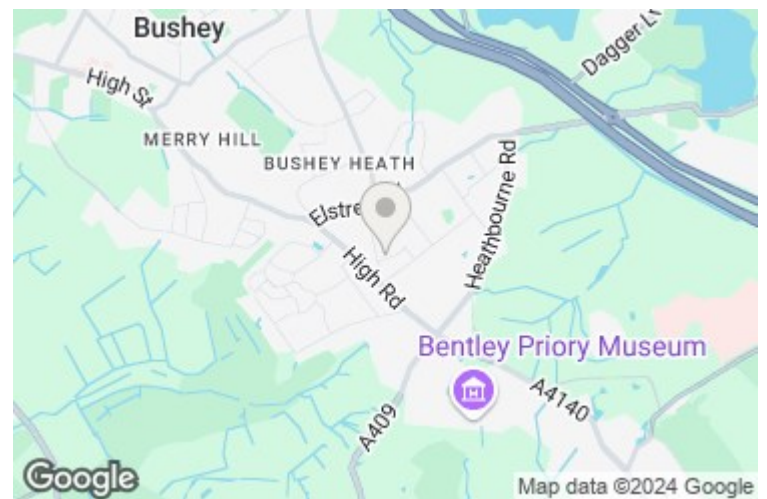 Bushey
High St
Dagger L
MERRY HILL
BUSHEY HEATH
Elstre
Heathbourne Rd
High Rd
Bentley Priory Museum
A409
A4140
Google
Map data ©2024 Google